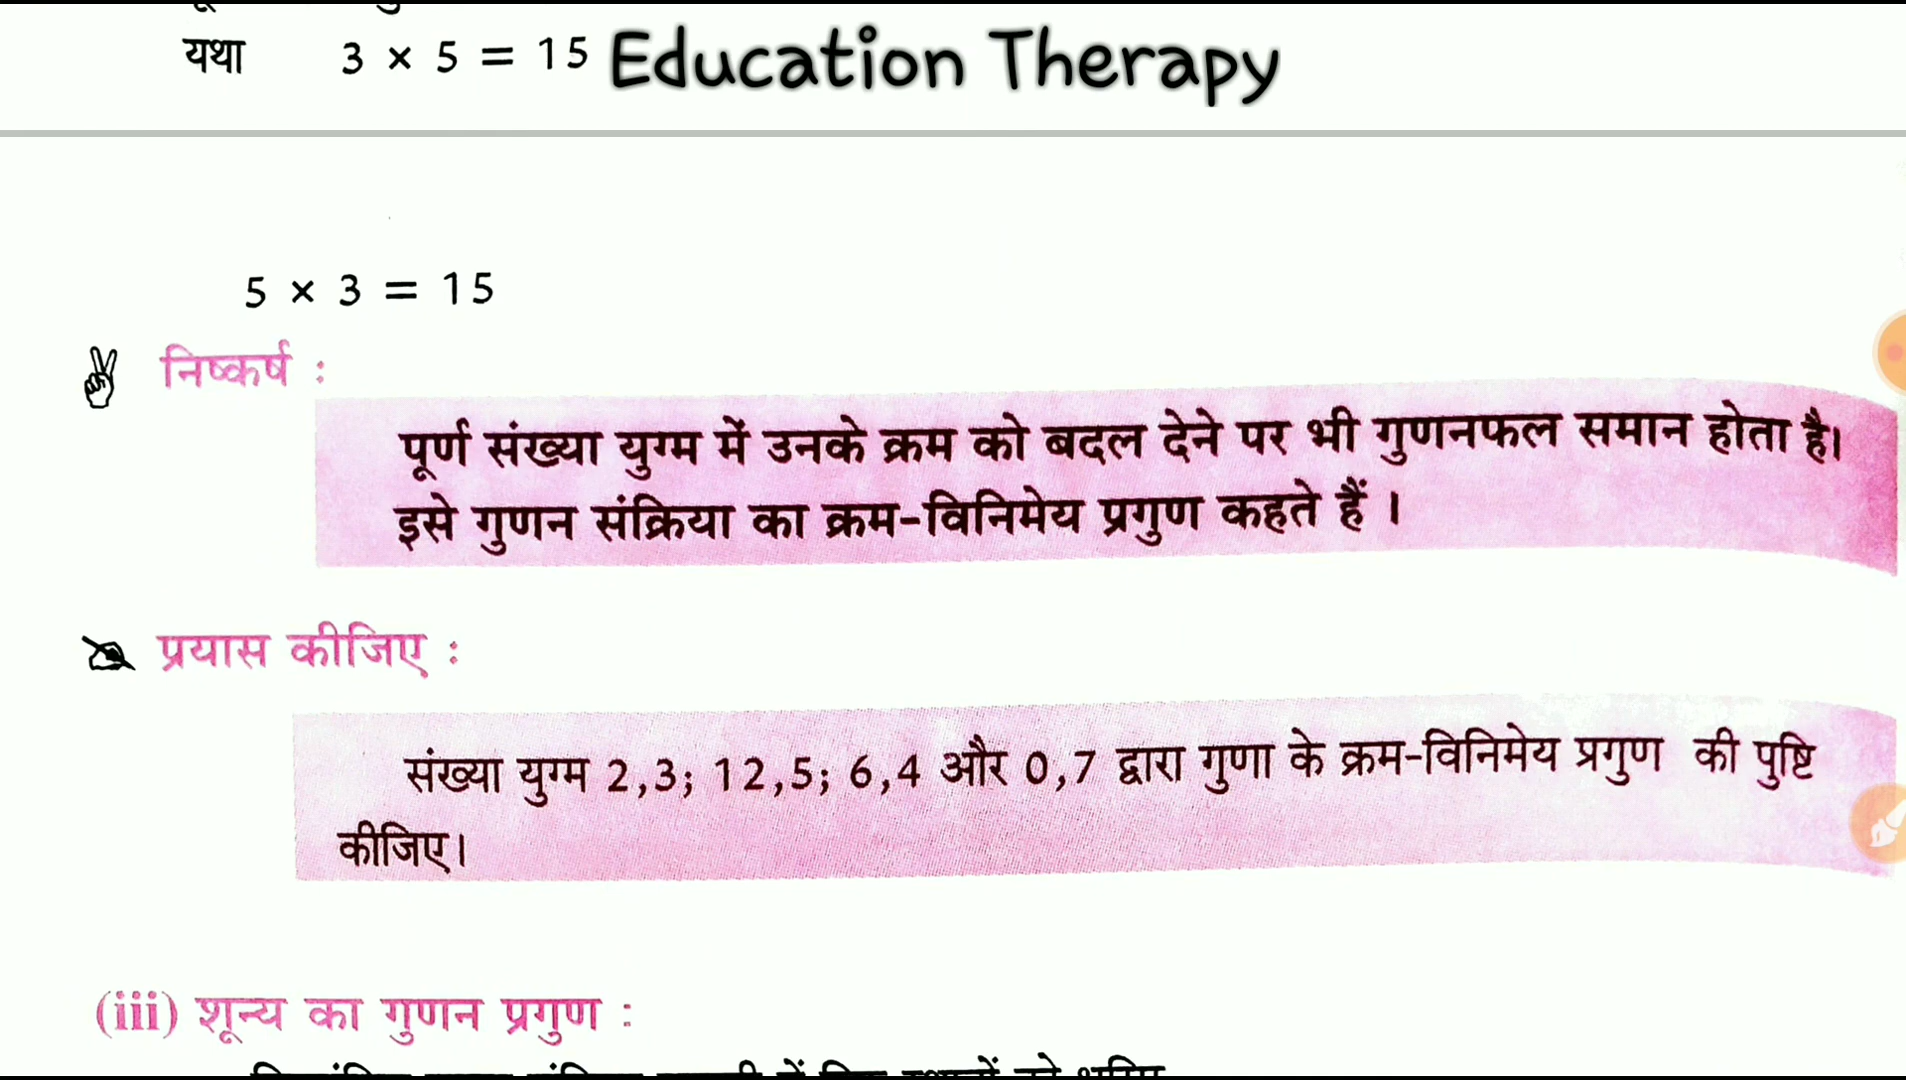 यथा 3 × 5 = 15 Education Therapy
5 × 3 = 15
निष्कर्ष :
पूर्ण संख्या युग्म में उनके क्रम को बदल देने पर भी गुणनफल समान होता है।
इसे गुणन संक्रिया का क्रम-विनिमेय प्रगुण कहते हैं ।
प्रयास कीजिए :
संख्या युग्म 2,3; 12,5; 6,4 और 0,7 द्वारा गुणा के क्रम-विनिमेय प्रगुण की पुष्टि
कीजिए।
(iii) शून्य का गुणन प्रगुण :